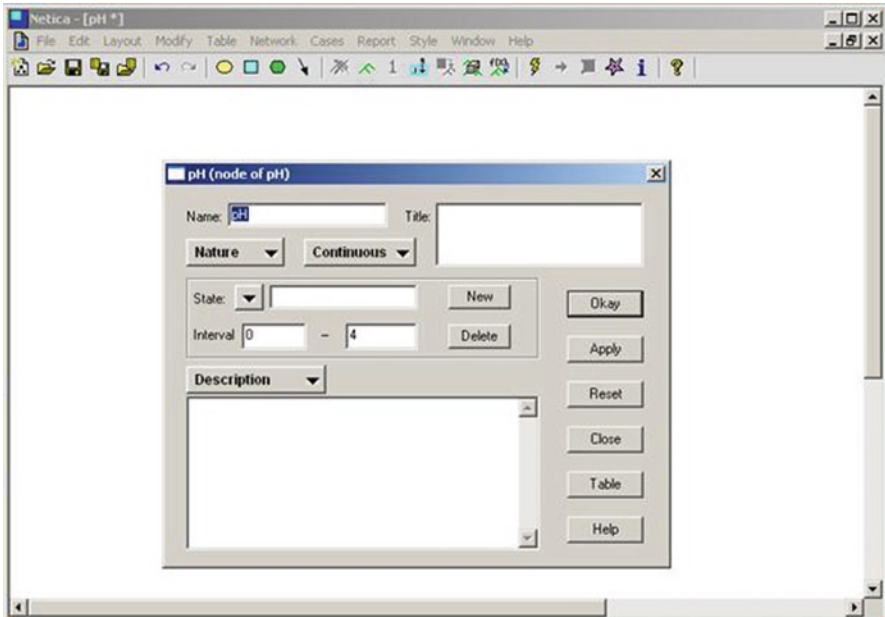 Netica - [pH *]
File Edit Layout Modify Table Network Cases Report Style Window Help
1 f(x) i ?
pH (node of pH)
Name: pH Title:
Nature Continuous
State: New
Okay
Interval 0 – 4 Delete
Apply
Description
Reset
Close
Table
Help